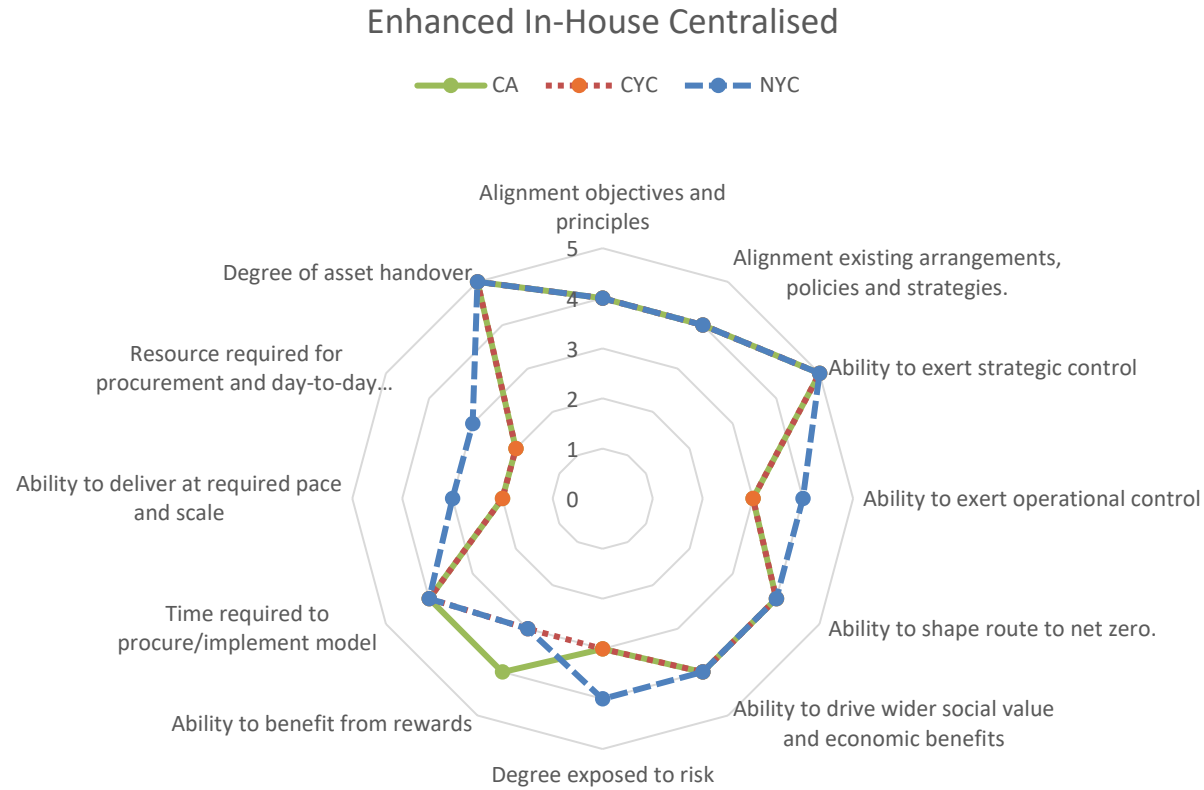 Enhanced In-House Centralised
CA
CYC
NYC
Alignment objectives and
principles
Alignment existing arrangements,
policies and strategies.
Ability to exert strategic control
Ability to exert operational control
Ability to shape route to net zero.
Ability to drive wider social value
and economic benefits
Degree exposed to risk
Ability to benefit from rewards
Time required to
procure/implement model
Ability to deliver at required pace
and scale
Resource required for
procurement and day-to-day...
Degree of asset handover
5
4
3
2
1
0